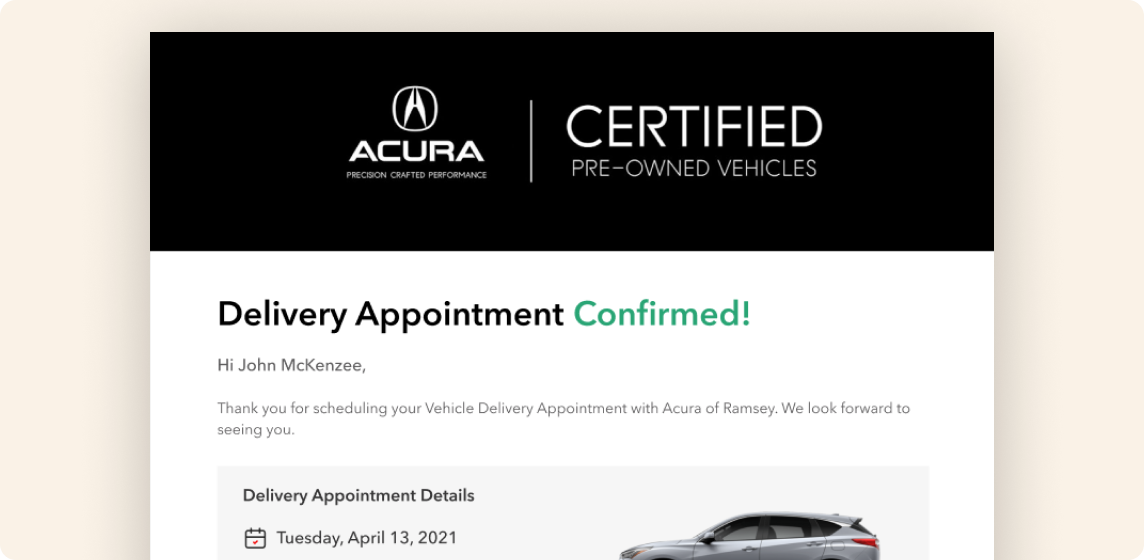 ACURA
PRECISION CRAFTED PERFORMANCE
CERTIFIED
PRE-OWNED VEHICLES
Delivery Appointment Confirmed!
Hi John McKenzee,
Thank you for scheduling your Vehicle Delivery Appointment with Acura of Ramsey. We look forward to
seeing you.
Delivery Appointment Details
Tuesday, April 13, 2021